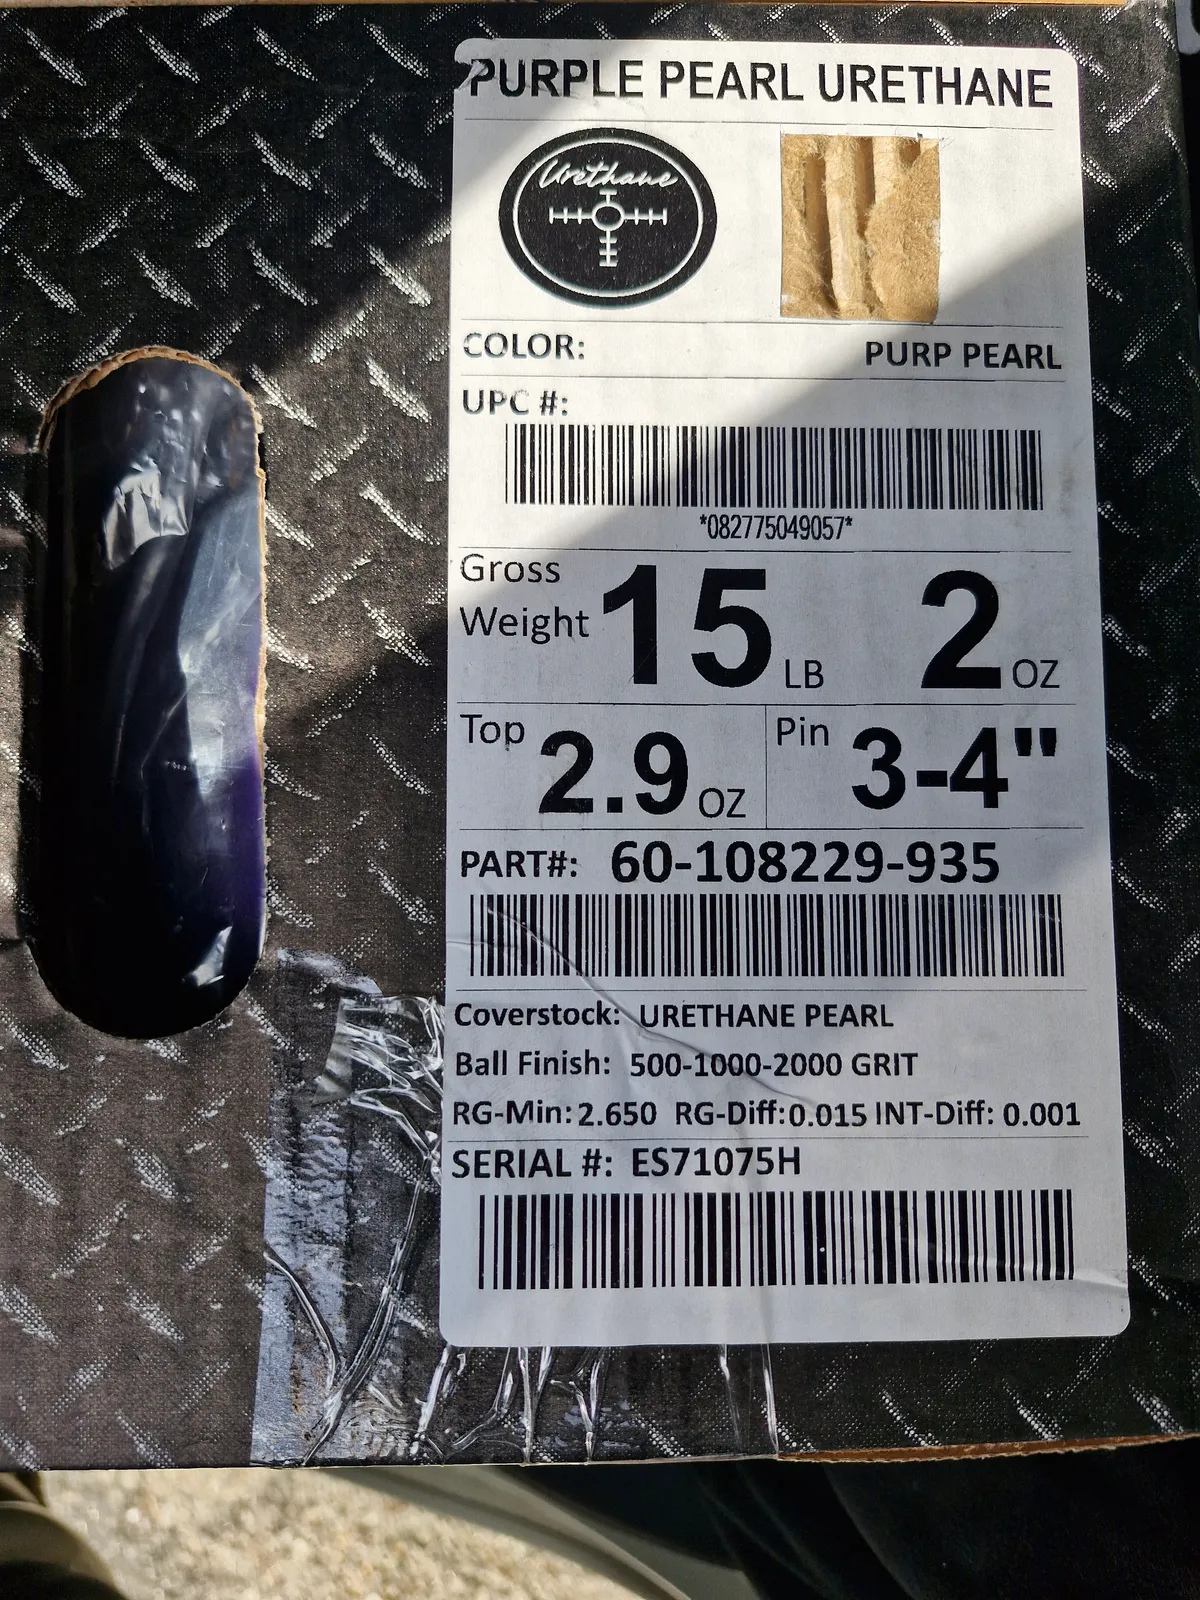 PURPLE PEARL URETHANE
Urethane
COLOR: PURP PEARL
UPC #:
*082775049057*
Gross Weight 15 LB 2 OZ
Top 2.9 OZ Pin 3-4"
PART#: 60-108229-935
Coverstock: URETHANE PEARL
Ball Finish: 500-1000-2000 GRIT
RG-Min: 2.650 RG-Diff: 0.015 INT-Diff: 0.001
SERIAL #: ES71075H